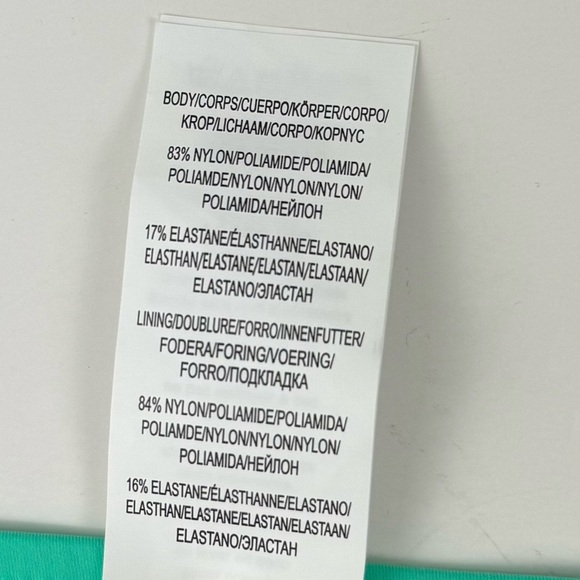 BODY/CORPS/CUERPO/KÖRPER/CORPO/
KROP/LICHAAM/CORPO/KOPNYC
83% NYLON/POLIAMIDE/POLIAMIDA/
POLIAMDE/NYLON/NYLON/NYLON/
POLIAMIDA/НЕЙЛОН
17% ELASTANE/ÉLASTHANNE/ELASTANO/
ELASTHAN/ELASTANE/ELASTAN/ELASTAAN/
ELASTANO/ЭЛАСТАН
LINING/DOUBLURE/FORRO/INNENFUTTER/
FODERA/FORING/VOERING/
FORRO/ПОДКЛАДКА
84% NYLON/POLIAMIDE/POLIAMIDA/
POLIAMDE/NYLON/NYLON/NYLON/
POLIAMIDA/НЕЙЛОН
16% ELASTANE/ÉLASTHANNE/ELASTANO/
ELASTHAN/ELASTANE/ELASTAN/ELASTAAN/
ELASTANO/ЭЛАСТАН